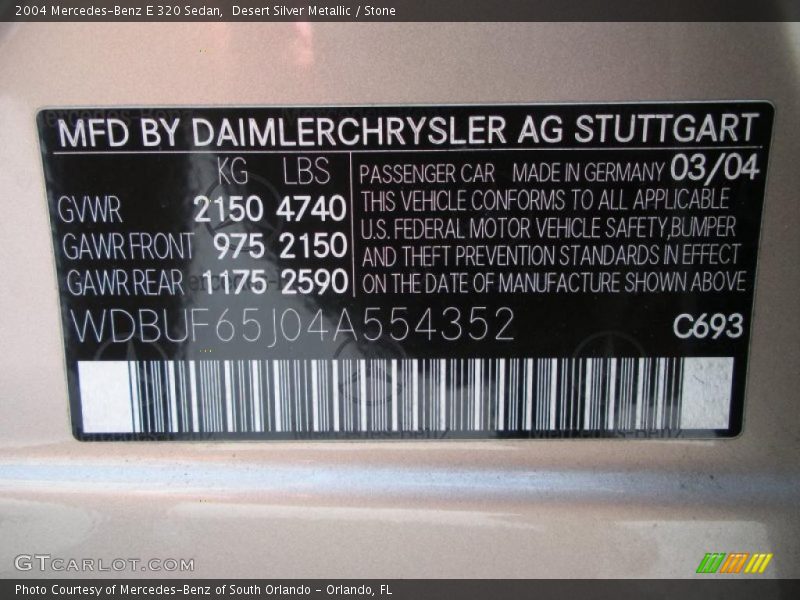 2004 Mercedes-Benz E 320 Sedan,  Desert Silver Metallic / Stone
MFD BY DAIMLERCHRYSLER AG STUTTGART
KG LBS
GVWR 2150 4740
GAWR FRONT 975 2150
GAWR REAR 1175 2590
PASSENGER CAR MADE IN GERMANY 03/04
THIS VEHICLE CONFORMS TO ALL APPLICABLE
U.S. FEDERAL MOTOR VEHICLE SAFETY,BUMPER
AND THEFT PREVENTION STANDARDS IN EFFECT
ON THE DATE OF MANUFACTURE SHOWN ABOVE
WDBUF65J04A554352 C693
GTCARLOT.COM
Photo Courtesy of Mercedes-Benz of South Orlando - Orlando, FL